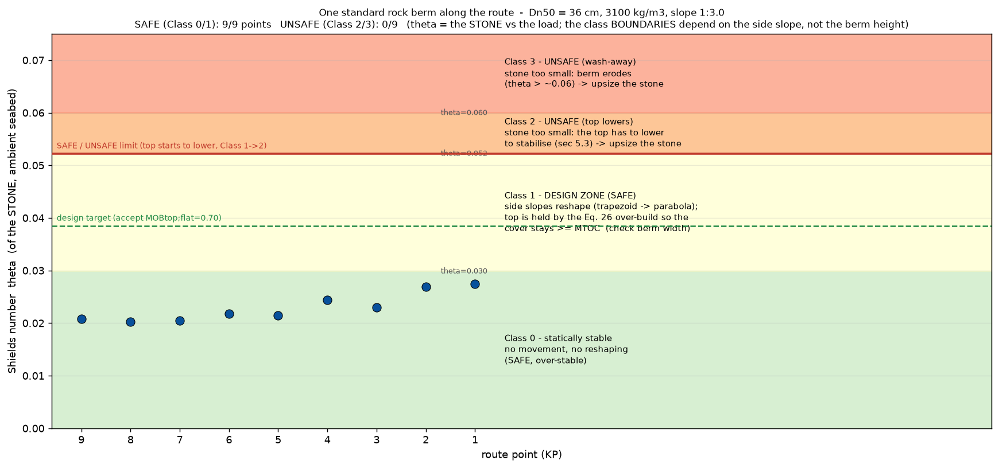 One standard rock berm along the route  -  Dn50 = 36 cm, 3100 kg/m3, slope 1:3.0
SAFE (Class 0/1): 9/9 points   UNSAFE (Class 2/3): 0/9   (theta = the STONE vs the load; the class BOUNDARIES depend on the side slope, not the berm height)
Shields number  theta  (of the STONE, ambient seabed)
0.07
0.06
0.05
0.04
0.03
0.02
0.01
0.00
Class 3 - UNSAFE (wash-away)
stone too small: berm erodes
(theta > ~0.06) -> upsize the stone
theta=0.060
Class 2 - UNSAFE (top lowers)
stone too small: the top has to lower
to stabilise (sec 5.3) -> upsize the stone
SAFE / UNSAFE limit (top starts to lower, Class 1->2)
theta=0.052
Class 1 - DESIGN ZONE (SAFE)
side slopes reshape (trapezoid -> parabola);
top is held by the Eq. 26 over-build so the
cover stays >= MTOC  (check berm width)
design target (accept MOBtop;flat=0.70)
theta=0.030
Class 0 - statically stable
no movement, no reshaping
(SAFE, over-stable)
9 8 7 6 5 4 3 2 1
route point (KP)